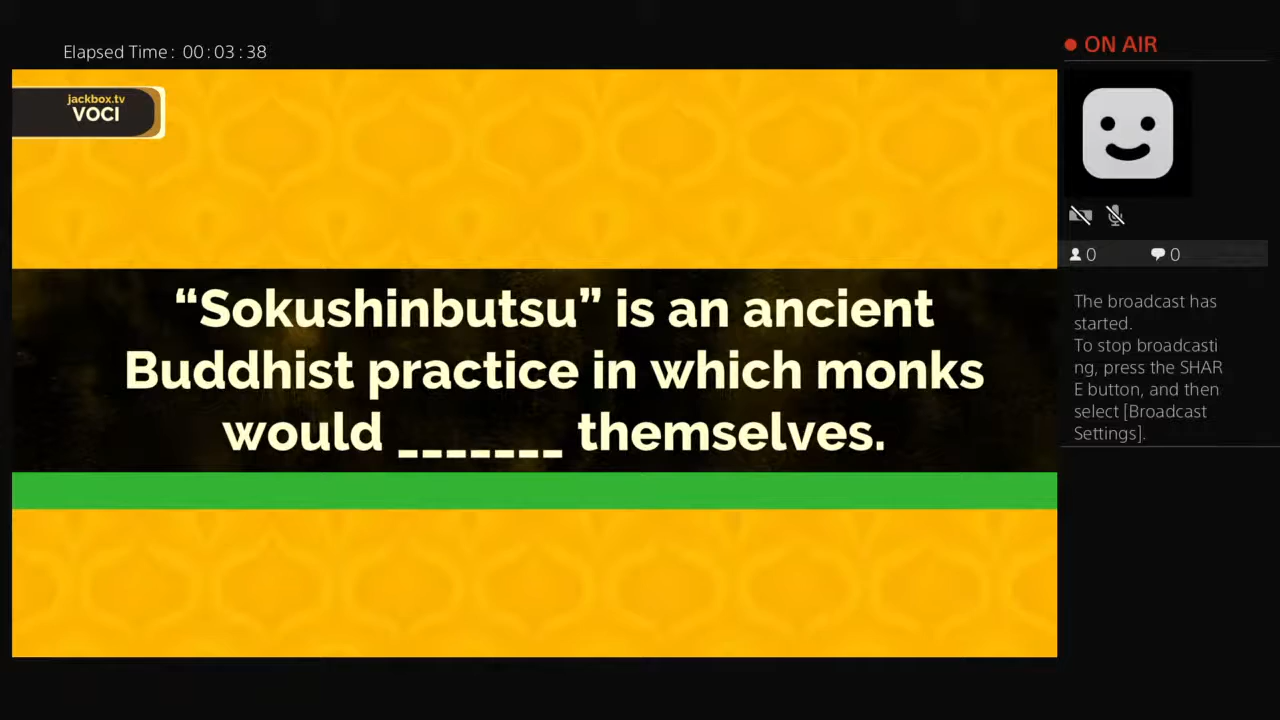 Elapsed Time: 00:03:38
ON AIR
jackbox.tv
VOCI
0 0
“Sokushinbutsu” is an ancient
Buddhist practice in which monks
would _______ themselves.
The broadcast has
started.
To stop broadcasti
ng, press the SHAR
E button, and then
select [Broadcast
Settings].